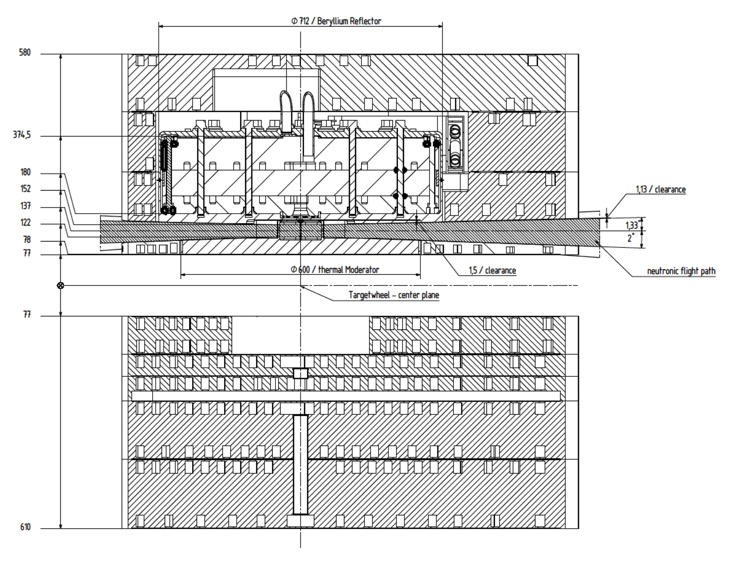 Φ 712 / Beryllium Reflector
580
374,5
180
152
137
122
78
77
1,13 / clearance
1,33°
2°
Φ 600 / thermal Moderator
1,5 / clearance
neutronic flight path
Targetwheel - center plane
77
610